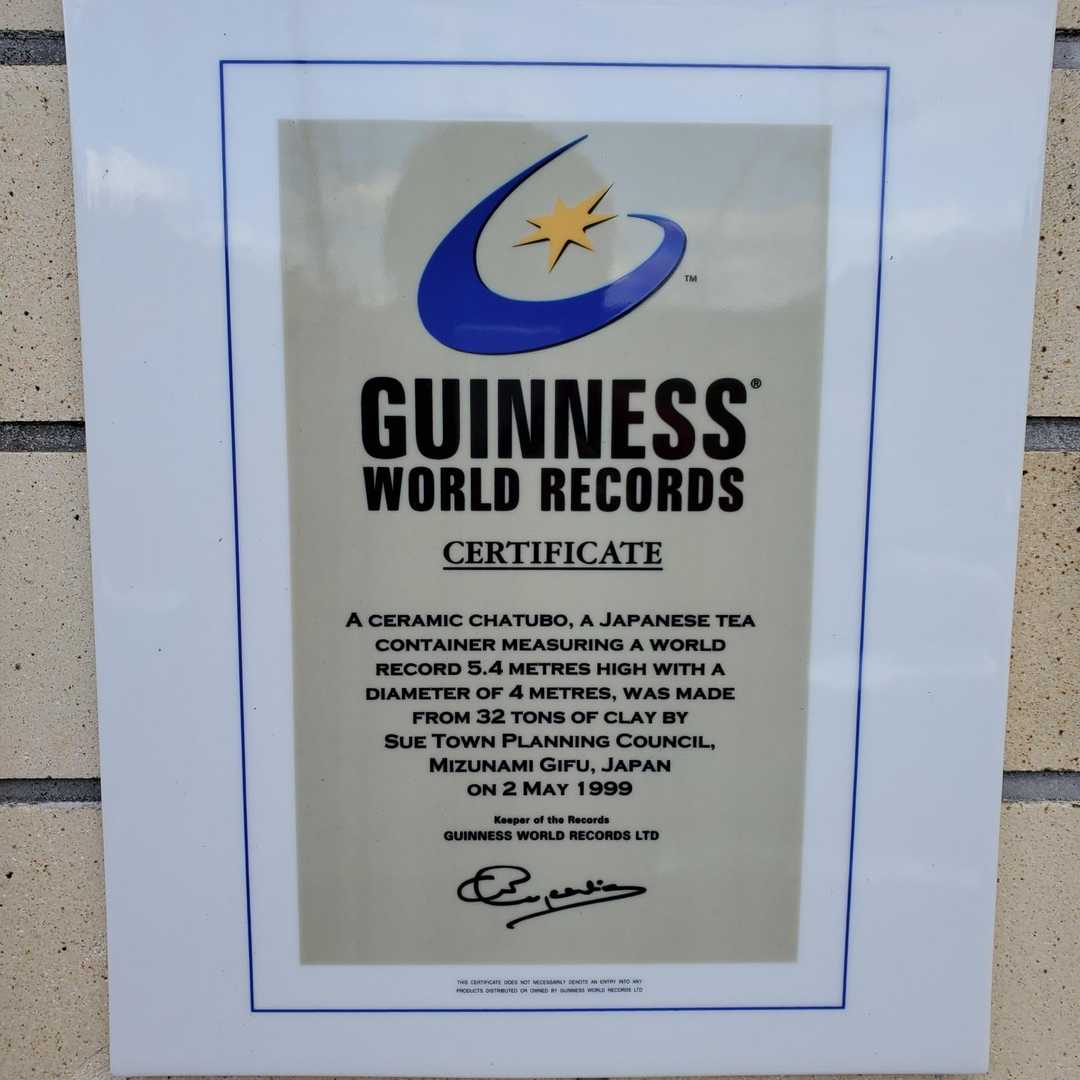 TM
GUINNESS®
WORLD RECORDS
CERTIFICATE
A CERAMIC CHATUBO, A JAPANESE TEA
CONTAINER MEASURING A WORLD
RECORD 5.4 METRES HIGH WITH A
DIAMETER OF 4 METRES, WAS MADE
FROM 32 TONS OF CLAY BY
SUE TOWN PLANNING COUNCIL,
MIZUNAMI GIFU, JAPAN
ON 2 MAY 1999
Keeper of the Records
GUINNESS WORLD RECORDS LTD
THIS CERTIFICATE DOES NOT NECESSARILY DENOTE AN ENTRY INTO ANY
PRODUCTS DISTRIBUTED OR OWNED BY GUINNESS WORLD RECORDS LTD